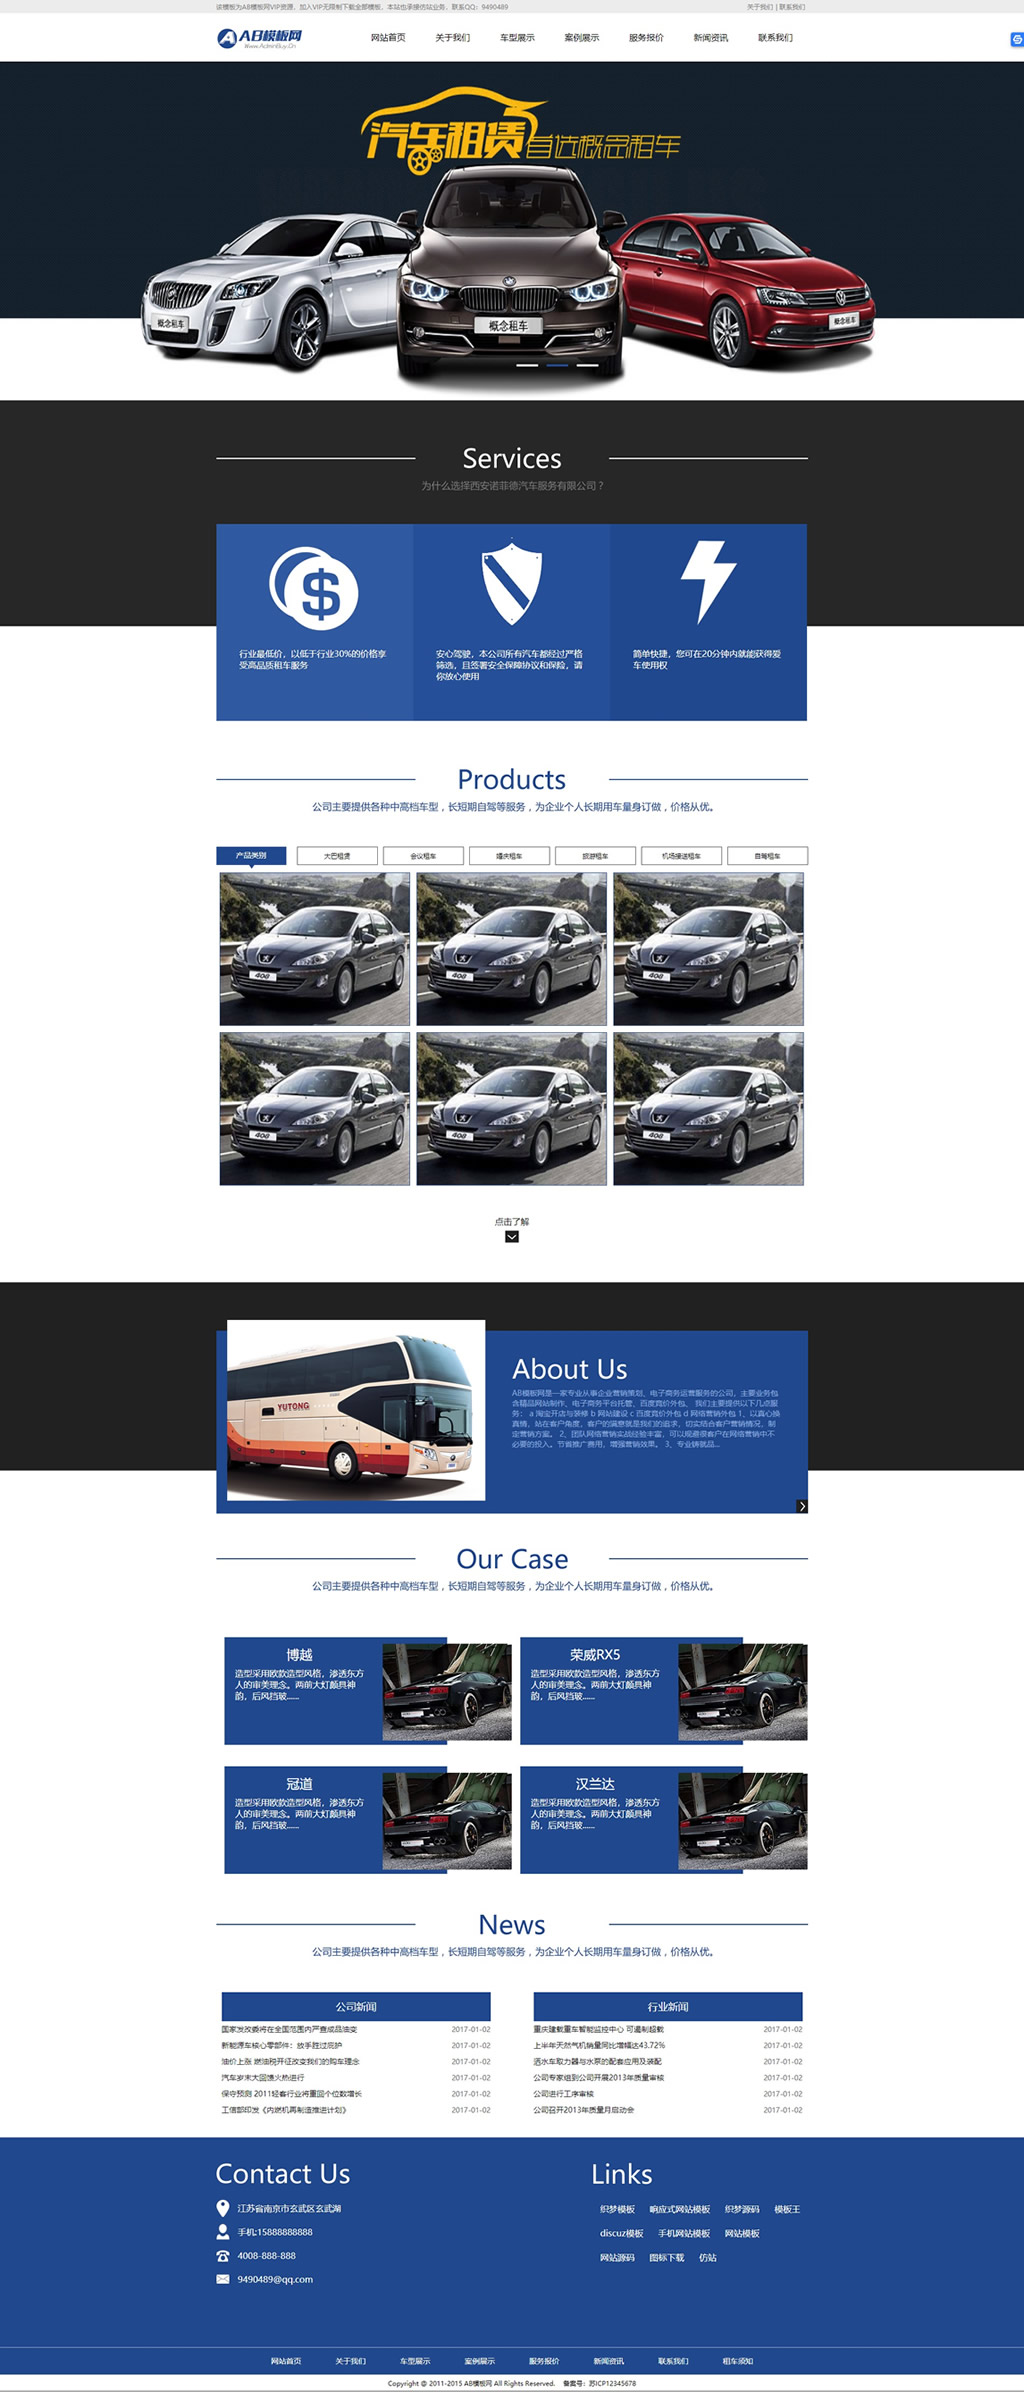 该模板为AB模板网VIP资源，加入VIP无限制下载全部模板，本站也承接仿站业务，联系QQ：9490489
关于我们 | 联系我们
AB模板网
Www.AdminBuy.Cn
网站首页 关于我们 车型展示 案例展示 服务报价 新闻资讯 联系我们
汽车租赁 首选概念租车
概念租车 概念租车 概念租车
Services
为什么选择西安诺菲德汽车服务有限公司？
行业最低价，以低于行业30%的价格享
受高品质租车服务
安心驾驶，本公司所有汽车都经过严格
筛选，且签署安全保障协议和保险，请
你放心使用
简单快捷，您可在20分钟内就能获得爱
车使用权
Products
公司主要提供各种中高档车型，长短期自驾等服务，为企业个人长期用车量身订做，价格从优。
产品类别 大巴租赁 会议租车 婚庆租车 旅游租车 机场接送租车 自驾租车
408 408 408
408 408 408
点击了解
YUTONG
About Us
AB模板网是一家专业从事企业营销策划、电子商务运营服务的公司，主要业务包
含精品网站制作、电子商务平台托管、百度竞价外包。 我们主要提供以下几点服
务： a 淘宝开店与装修 b 网站建设 c 百度竞价外包 d 网络营销外包 1、以真心换
真情，站在客户角度，客户的满意就是我们的追求，切实结合客户营销情况，制
定营销方案。 2、团队网络营销实战经验丰富，可以规避很客户在网络营销中不
必要的投入。节省推广费用，增强营销效果。 3、专业铸就品...
Our Case
公司主要提供各种中高档车型，长短期自驾等服务，为企业个人长期用车量身订做，价格从优。
博越
造型采用欧款造型风格，渗透东方
人的审美理念。两前大灯颇具神
韵，后风挡玻......
荣威RX5
造型采用欧款造型风格，渗透东方
人的审美理念。两前大灯颇具神
韵，后风挡玻......
冠道
造型采用欧款造型风格，渗透东方
人的审美理念。两前大灯颇具神
韵，后风挡玻......
汉兰达
造型采用欧款造型风格，渗透东方
人的审美理念。两前大灯颇具神
韵，后风挡玻......
News
公司主要提供各种中高档车型，长短期自驾等服务，为企业个人长期用车量身订做，价格从优。
公司新闻
国家发改委将在全国范围内严查成品油变 2017-01-02
新能源车核心零部件：放手胜过庇护 2017-01-02
油价上涨 燃油税开征改变我们的购车理念 2017-01-02
汽车岁末大回馈火热进行 2017-01-02
保守预测 2011轻客行业将重回个位数增长 2017-01-02
工信部印发《内燃机再制造推进计划》 2017-01-02
行业新闻
重庆建载重车智能监控中心 可遏制超载 2017-01-02
上半年天然气机销量同比增幅达43.72% 2017-01-02
洒水车取力器与水泵的配套应用及装配 2017-01-02
公司专家组到公司开展2013年质量审核 2017-01-02
公司进行工序审核 2017-01-02
公司召开2013年质量月启动会 2017-01-02
Contact Us
江苏省南京市玄武区玄武湖
手机:15888888888
4008-888-888
9490489@qq.com
Links
织梦模板 响应式网站模板 织梦源码 模板王
discuz模板 手机网站模板 网站模板
网站源码 图标下载 仿站
网站首页 关于我们 车型展示 案例展示 服务报价 新闻资讯 联系我们 租车须知
Copyright @ 2011-2015 AB模板网 All Rights Reserved. 备案号：苏ICP12345678